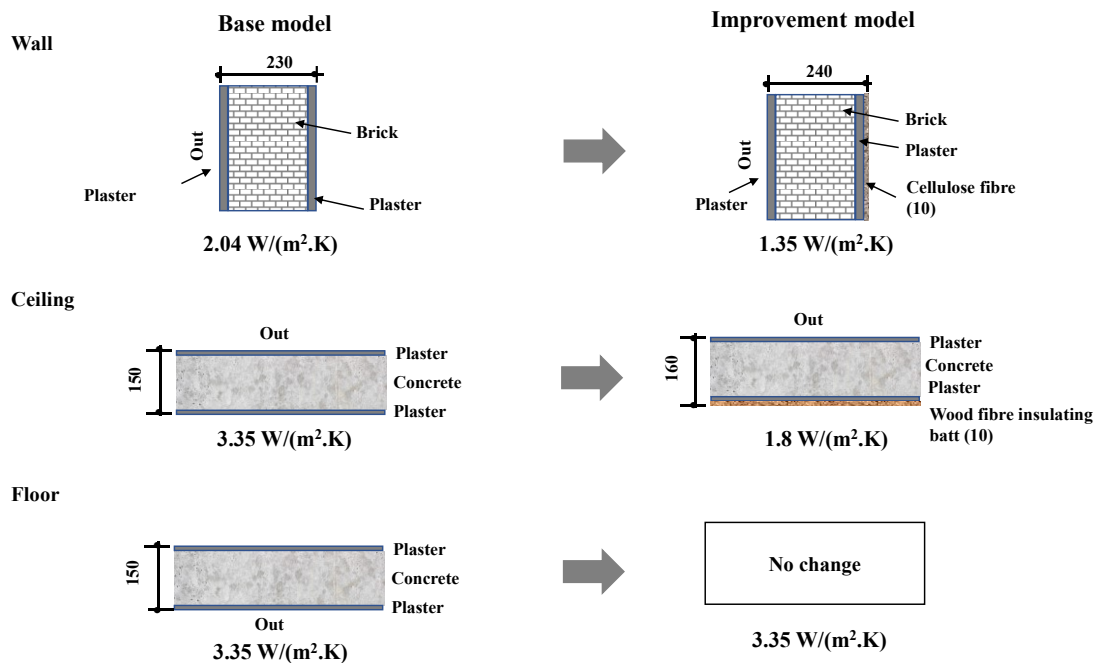 Base model
Improvement model
Wall
230
Out
Brick
Plaster
Plaster
2.04 W/(m².K)
240
Out
Brick
Plaster
Plaster
Cellulose fibre
(10)
1.35 W/(m².K)
Ceiling
Out
150
Plaster
Concrete
Plaster
3.35 W/(m².K)
Out
160
Plaster
Concrete
Plaster
Wood fibre insulating
batt (10)
1.8 W/(m².K)
Floor
150
Plaster
Concrete
Plaster
Out
3.35 W/(m².K)
No change
3.35 W/(m².K)